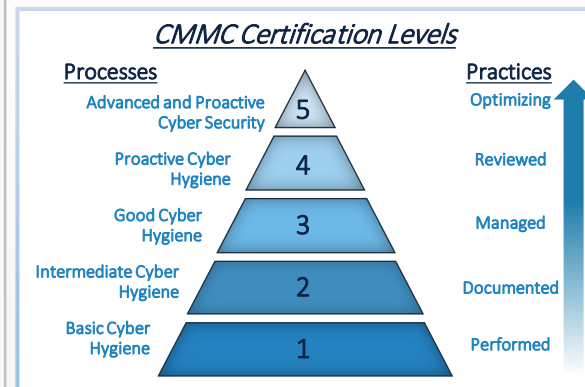 CMMC Certification Levels
Processes
Practices
Advanced and Proactive
Cyber Security
5
Optimizing
Proactive Cyber
Hygiene
4
Reviewed
Good Cyber
Hygiene
3
Managed
Intermediate Cyber
Hygiene
2
Documented
Basic Cyber
Hygiene
1
Performed